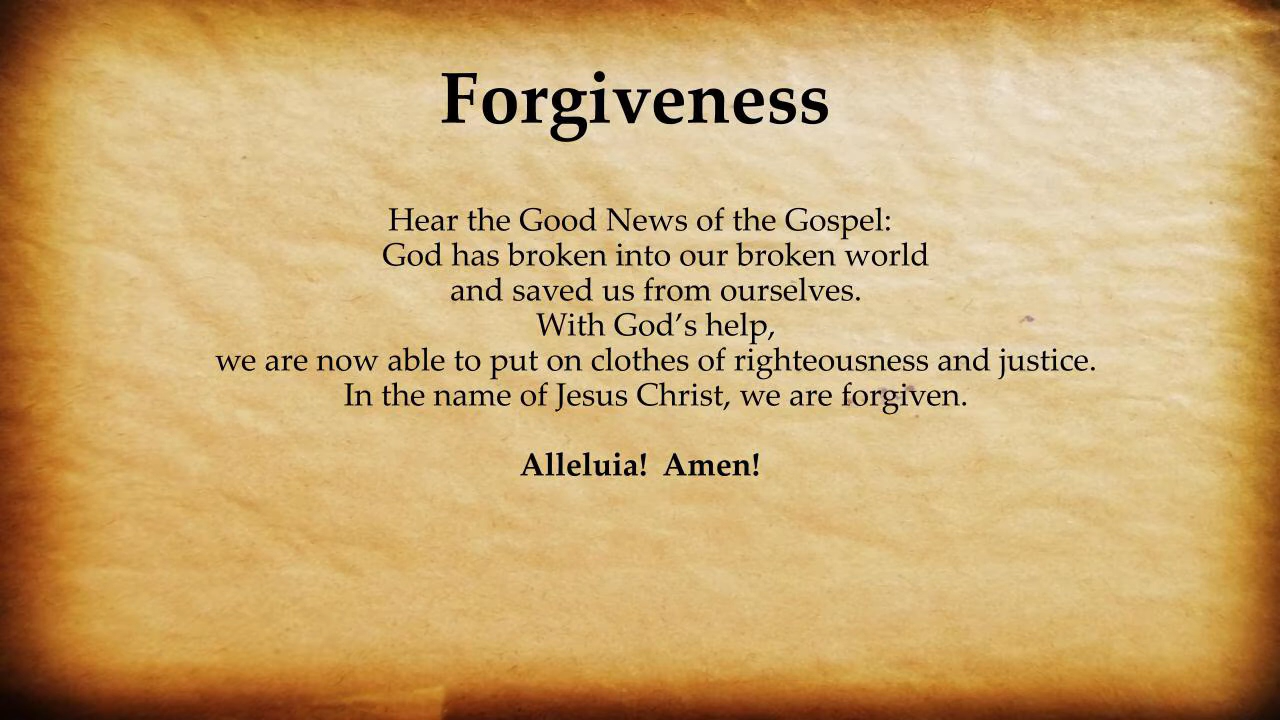 Forgiveness
Hear the Good News of the Gospel:
God has broken into our broken world
and saved us from ourselves.
With God’s help,
we are now able to put on clothes of righteousness and justice.
In the name of Jesus Christ, we are forgiven.
Alleluia!  Amen!